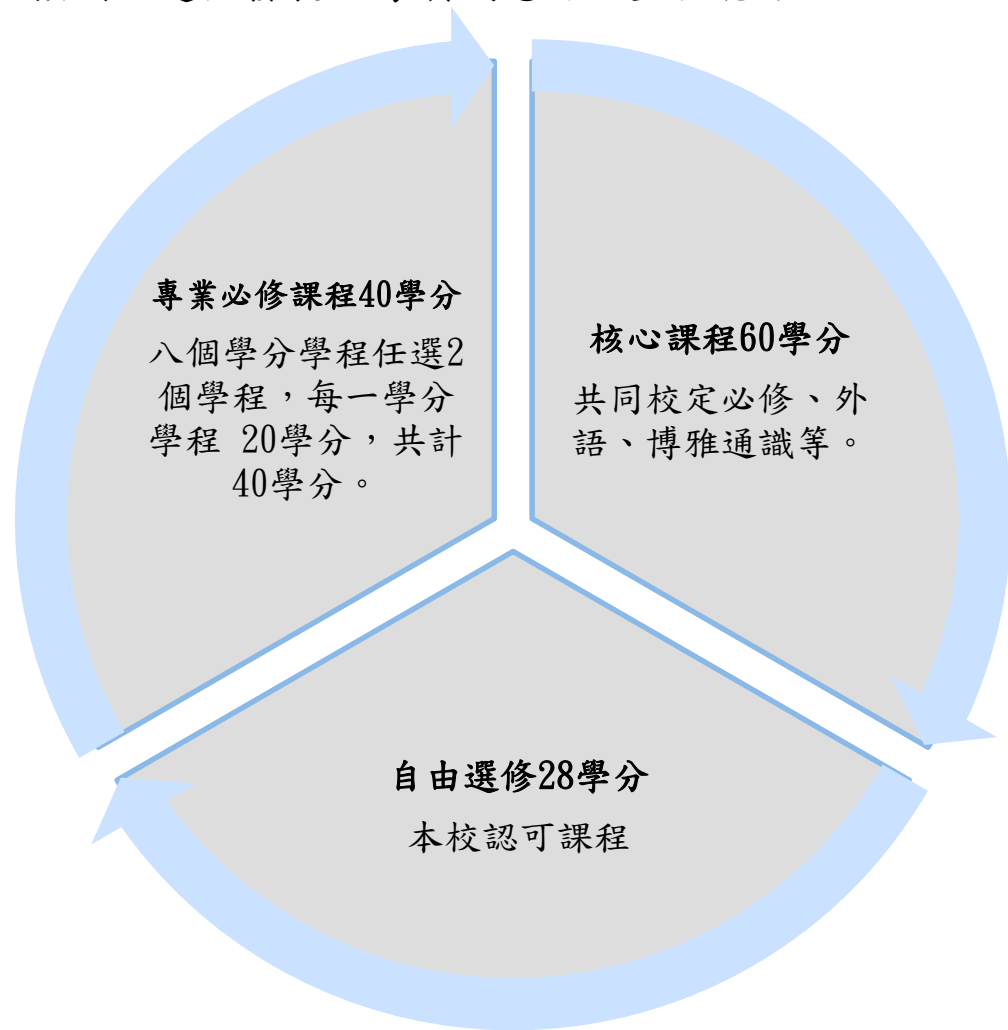 專業必修課程40學分
八個學分學程任選2
個學程，每一學分
學程 20學分，共計
40學分。
核心課程60學分
共同校定必修、外
語、博雅通識等。
自由選修28學分
本校認可課程